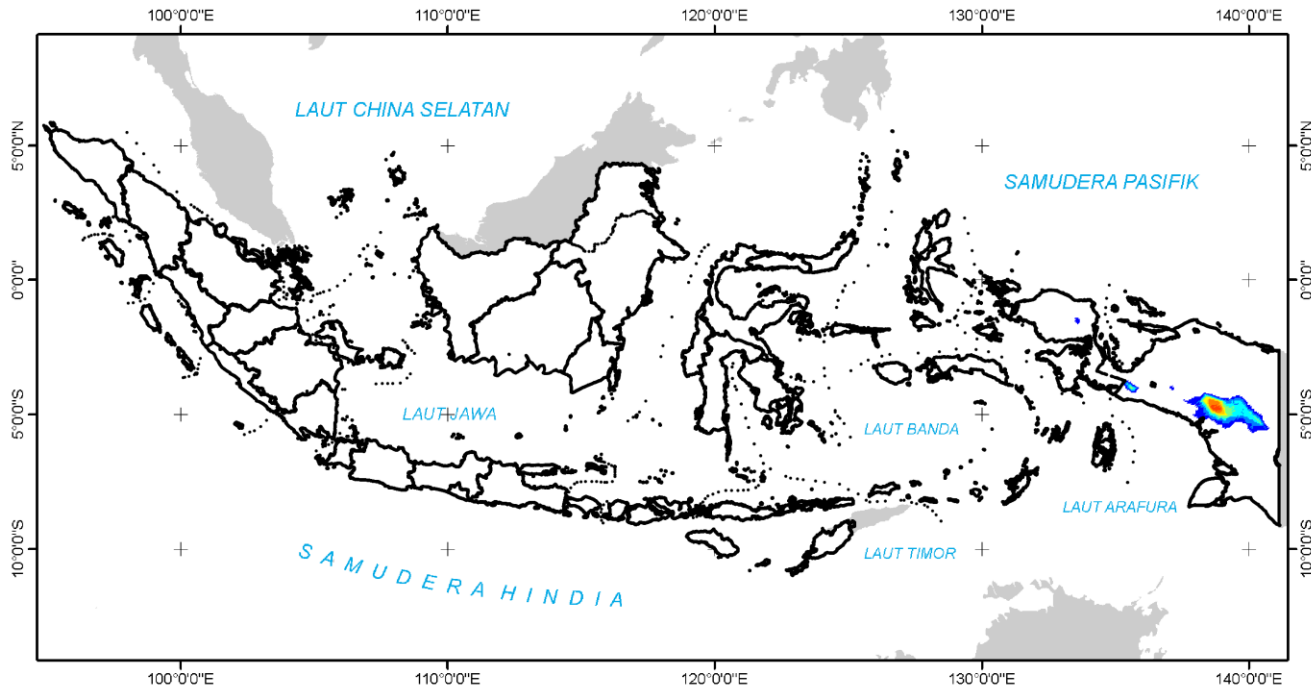 100°0'0"E 110°0'0"E 120°0'0"E 130°0'0"E 140°0'0"E
LAUT CHINA SELATAN
5°0'0"N 5°0'0"N
SAMUDERA PASIFIK
0°0'0" 0°0'0"
LAUT JAWA
5°0'0"S 5°0'0"S
LAUT BANDA
LAUT ARAFURA
10°0'0"S 10°0'0"S
LAUT TIMOR
SAMUDERA HINDIA
100°0'0"E 110°0'0"E 120°0'0"E 130°0'0"E 140°0'0"E